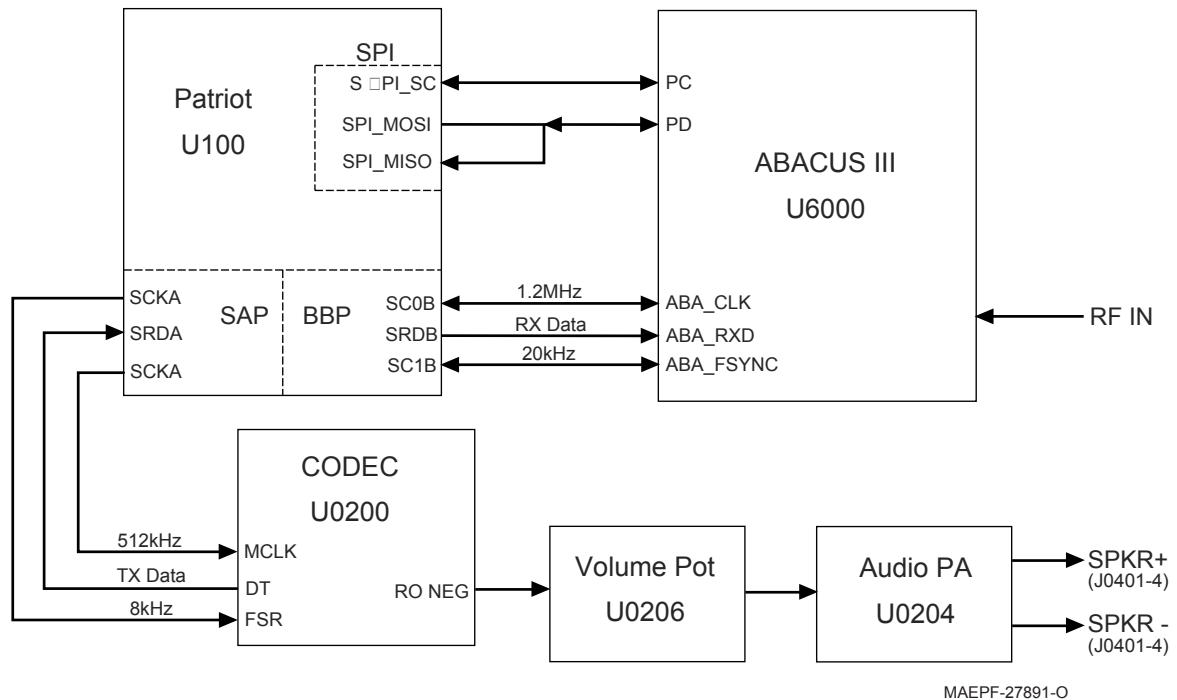 SPI
S □PI_SC
SPI_MOSI
SPI_MISO
Patriot
U100
PC
PD
ABACUS III
U6000
SCKA
SRDA
SCKA
SAP
BBP
SC0B
SRDB
SC1B
1.2MHz
RX Data
20kHz
ABA_CLK
ABA_RXD
ABA_FSYNC
RF IN
CODEC
U0200
512kHz
TX Data
8kHz
MCLK
DT
FSR
RO NEG
Volume Pot
U0206
Audio PA
U0204
SPKR+
(J0401-4)
SPKR -
(J0401-4)
MAEPF-27891-O